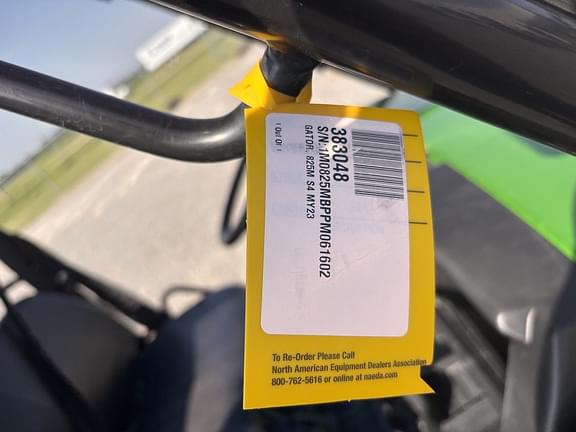 383048
S/N:1M0825MBPPM061602
GATOR, 825M S4 MY23
1 Out Of 1
To Re-Order Please Call
North American Equipment Dealers Association
800-762-5616 or online at naeda.com